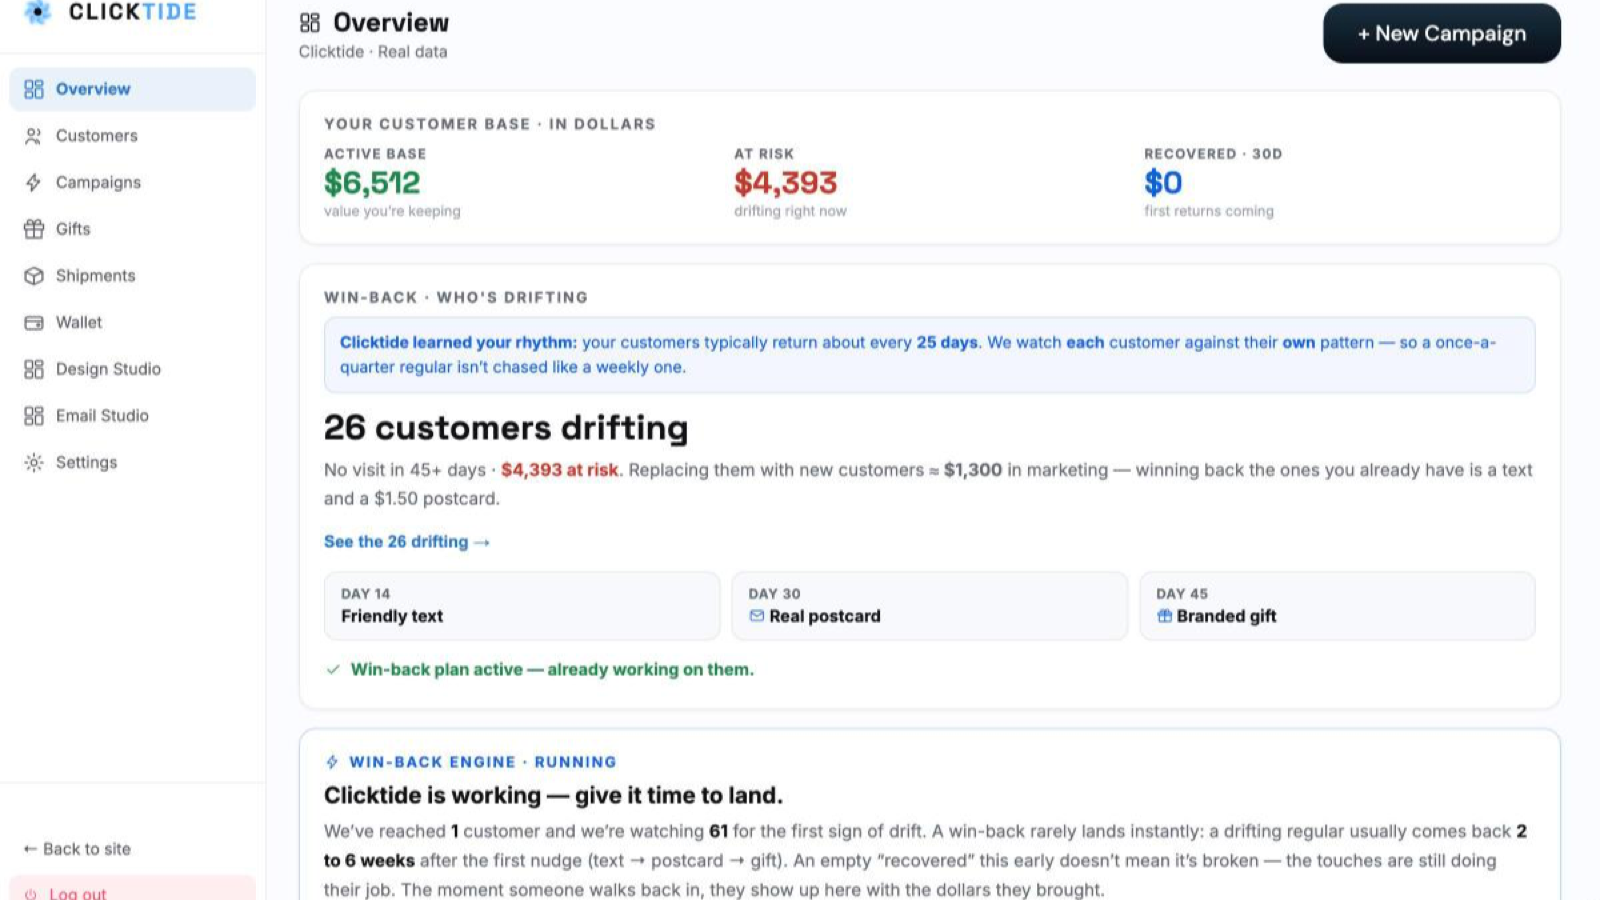 CLICKTIDE
Overview
Customers
Campaigns
Gifts
Shipments
Wallet
Design Studio
Email Studio
Settings
← Back to site
Log out
Overview
Clicktide · Real data
+ New Campaign
YOUR CUSTOMER BASE · IN DOLLARS
ACTIVE BASE
$6,512
value you're keeping
AT RISK
$4,393
drifting right now
RECOVERED · 30D
$0
first returns coming
WIN-BACK · WHO'S DRIFTING
Clicktide learned your rhythm: your customers typically return about every 25 days. We watch each customer against their own pattern — so a once-a-
quarter regular isn't chased like a weekly one.
26 customers drifting
No visit in 45+ days · $4,393 at risk. Replacing them with new customers ≈ $1,300 in marketing — winning back the ones you already have is a text
and a $1.50 postcard.
See the 26 drifting →
DAY 14
Friendly text
DAY 30
Real postcard
DAY 45
Branded gift
✓ Win-back plan active — already working on them.
WIN-BACK ENGINE · RUNNING
Clicktide is working — give it time to land.
We've reached 1 customer and we're watching 61 for the first sign of drift. A win-back rarely lands instantly: a drifting regular usually comes back 2
to 6 weeks after the first nudge (text → postcard → gift). An empty "recovered" this early doesn't mean it's broken — the touches are still doing
their job. The moment someone walks back in, they show up here with the dollars they brought.